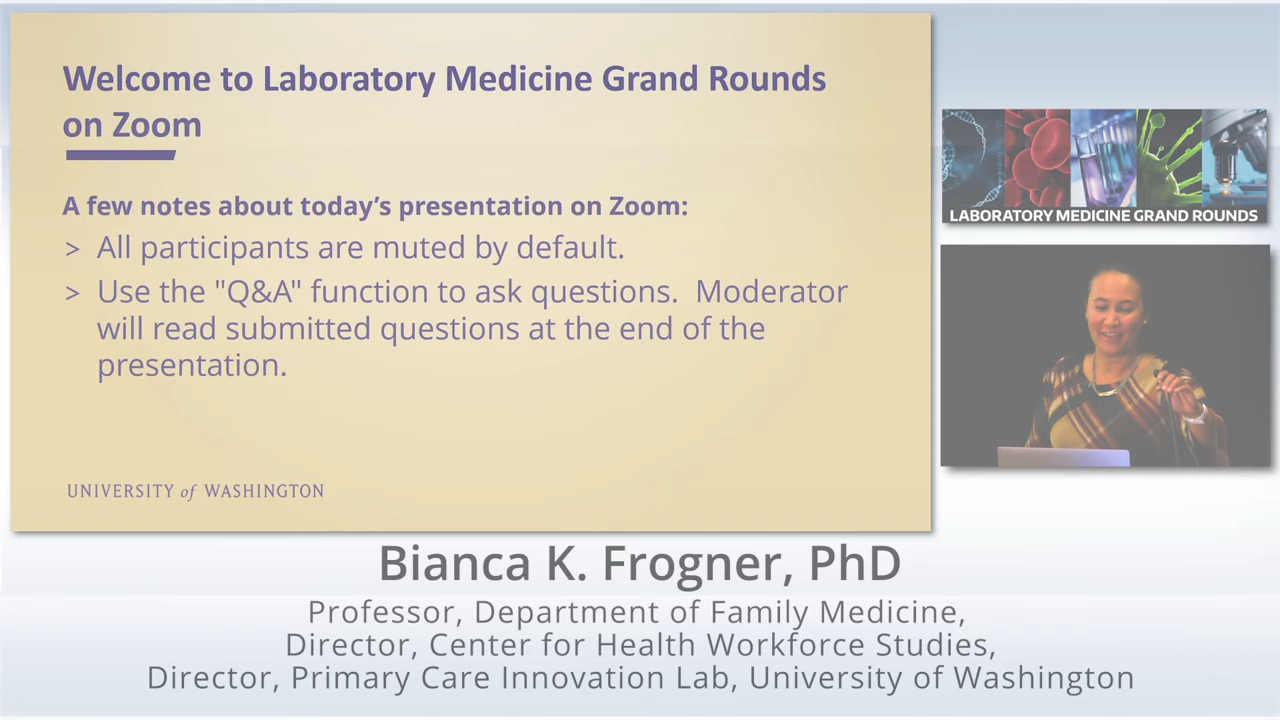 Welcome to Laboratory Medicine Grand Rounds
on Zoom
A few notes about today’s presentation on Zoom:
> All participants are muted by default.
> Use the "Q&A" function to ask questions.  Moderator
will read submitted questions at the end of the
presentation.
UNIVERSITY of WASHINGTON
LABORATORY MEDICINE GRAND ROUNDS
Bianca K. Frogner, PhD
Professor, Department of Family Medicine,
Director, Center for Health Workforce Studies,
Director, Primary Care Innovation Lab, University of Washington